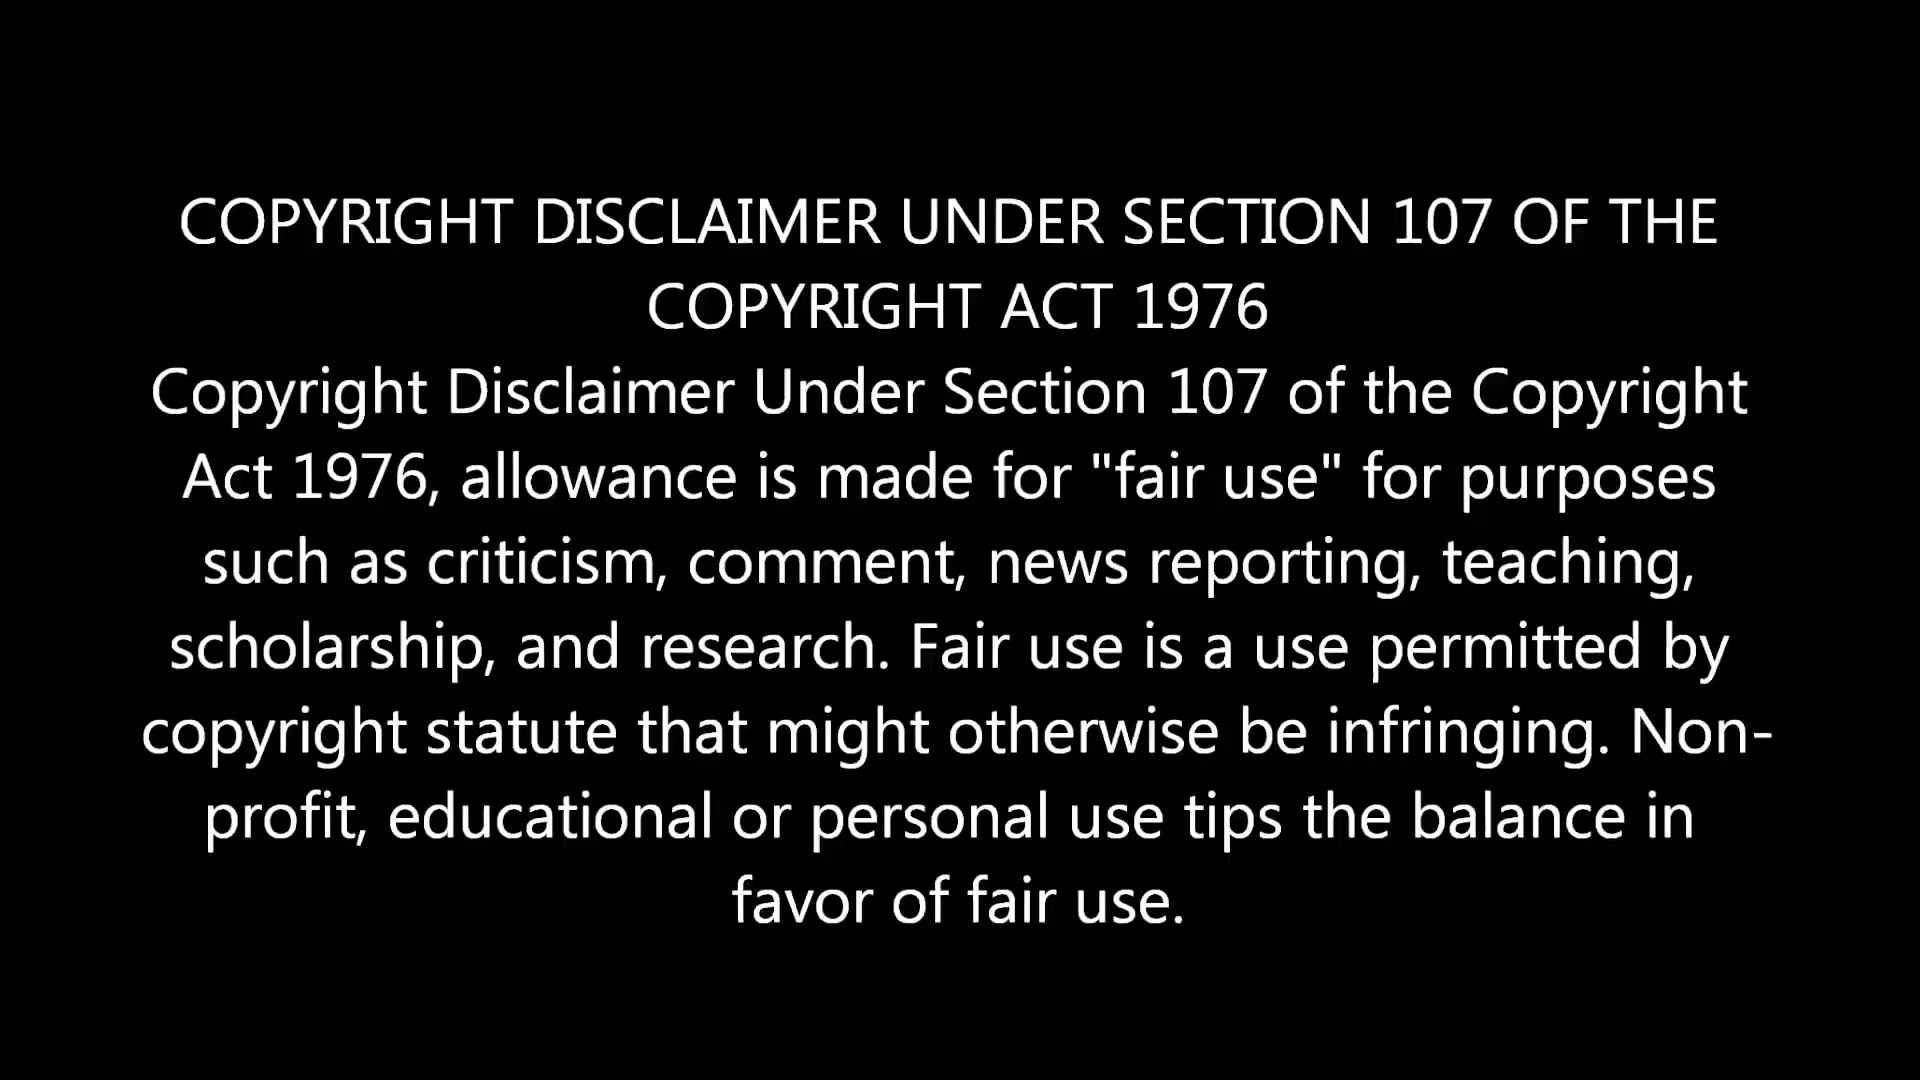 COPYRIGHT DISCLAIMER UNDER SECTION 107 OF THE
COPYRIGHT ACT 1976
Copyright Disclaimer Under Section 107 of the Copyright
Act 1976, allowance is made for "fair use" for purposes
such as criticism, comment, news reporting, teaching,
scholarship, and research. Fair use is a use permitted by
copyright statute that might otherwise be infringing. Non-
profit, educational or personal use tips the balance in
favor of fair use.